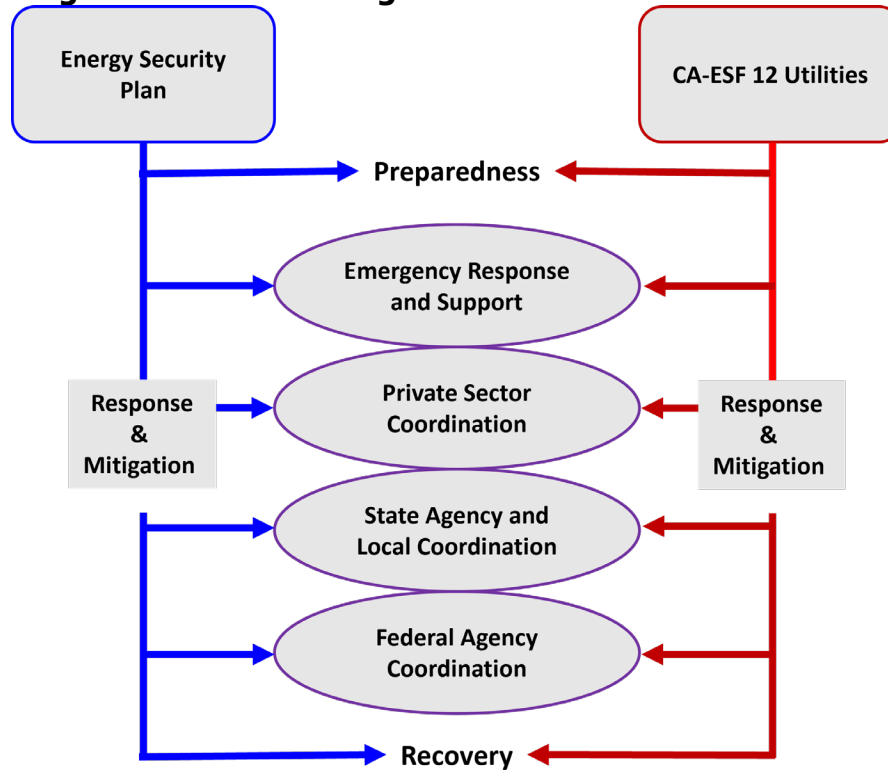 Energy Security
Plan
CA-ESF 12 Utilities
Preparedness
Emergency Response
and Support
Private Sector
Coordination
Response
&
Mitigation
Response
&
Mitigation
State Agency and
Local Coordination
Federal Agency
Coordination
Recovery